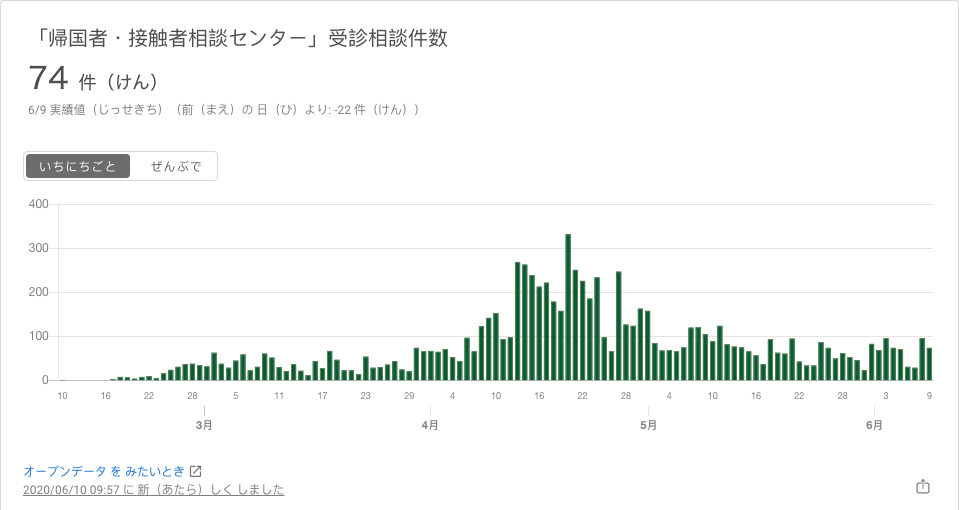 「帰国者・接触者相談センター」受診相談件数
74 件（けん）
6/9 実績値（じっせきち）（前（まえ）の 日（ひ）より: -22 件（けん））
いちにちごと ぜんぶで
400
300
200
100
0
10 16 22 28 5 11 17 23 29 4 10 16 22 28 4 10 16 22 28 3 9
3月 4月 5月 6月
オープンデータ を みたいとき
2020/06/10 09:57 に 新（あたら）しく しました